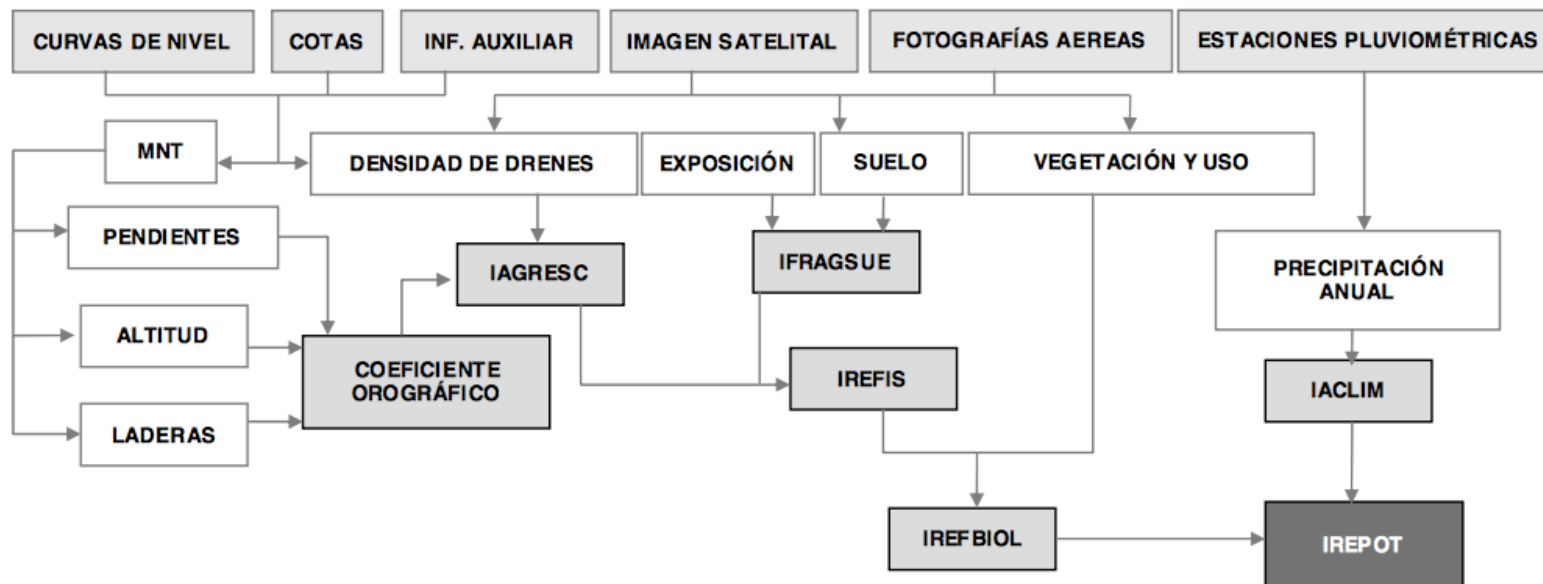 CURVAS DE NIVEL
COTAS
INF. AUXILIAR
IMAGEN SATELITAL
FOTOGRAFÍAS AEREAS
ESTACIONES PLUVIOMÉTRICAS
MNT
DENSIDAD DE DRENES
EXPOSICIÓN
SUELO
VEGETACIÓN Y USO
PENDIENTES
IAGRESC
IFRAGSUE
PRECIPITACIÓN
ANUAL
ALTITUD
COEFICIENTE
OROGRÁFICO
IREFIS
IACLIM
LADERAS
IREFBIOL
IREPOT